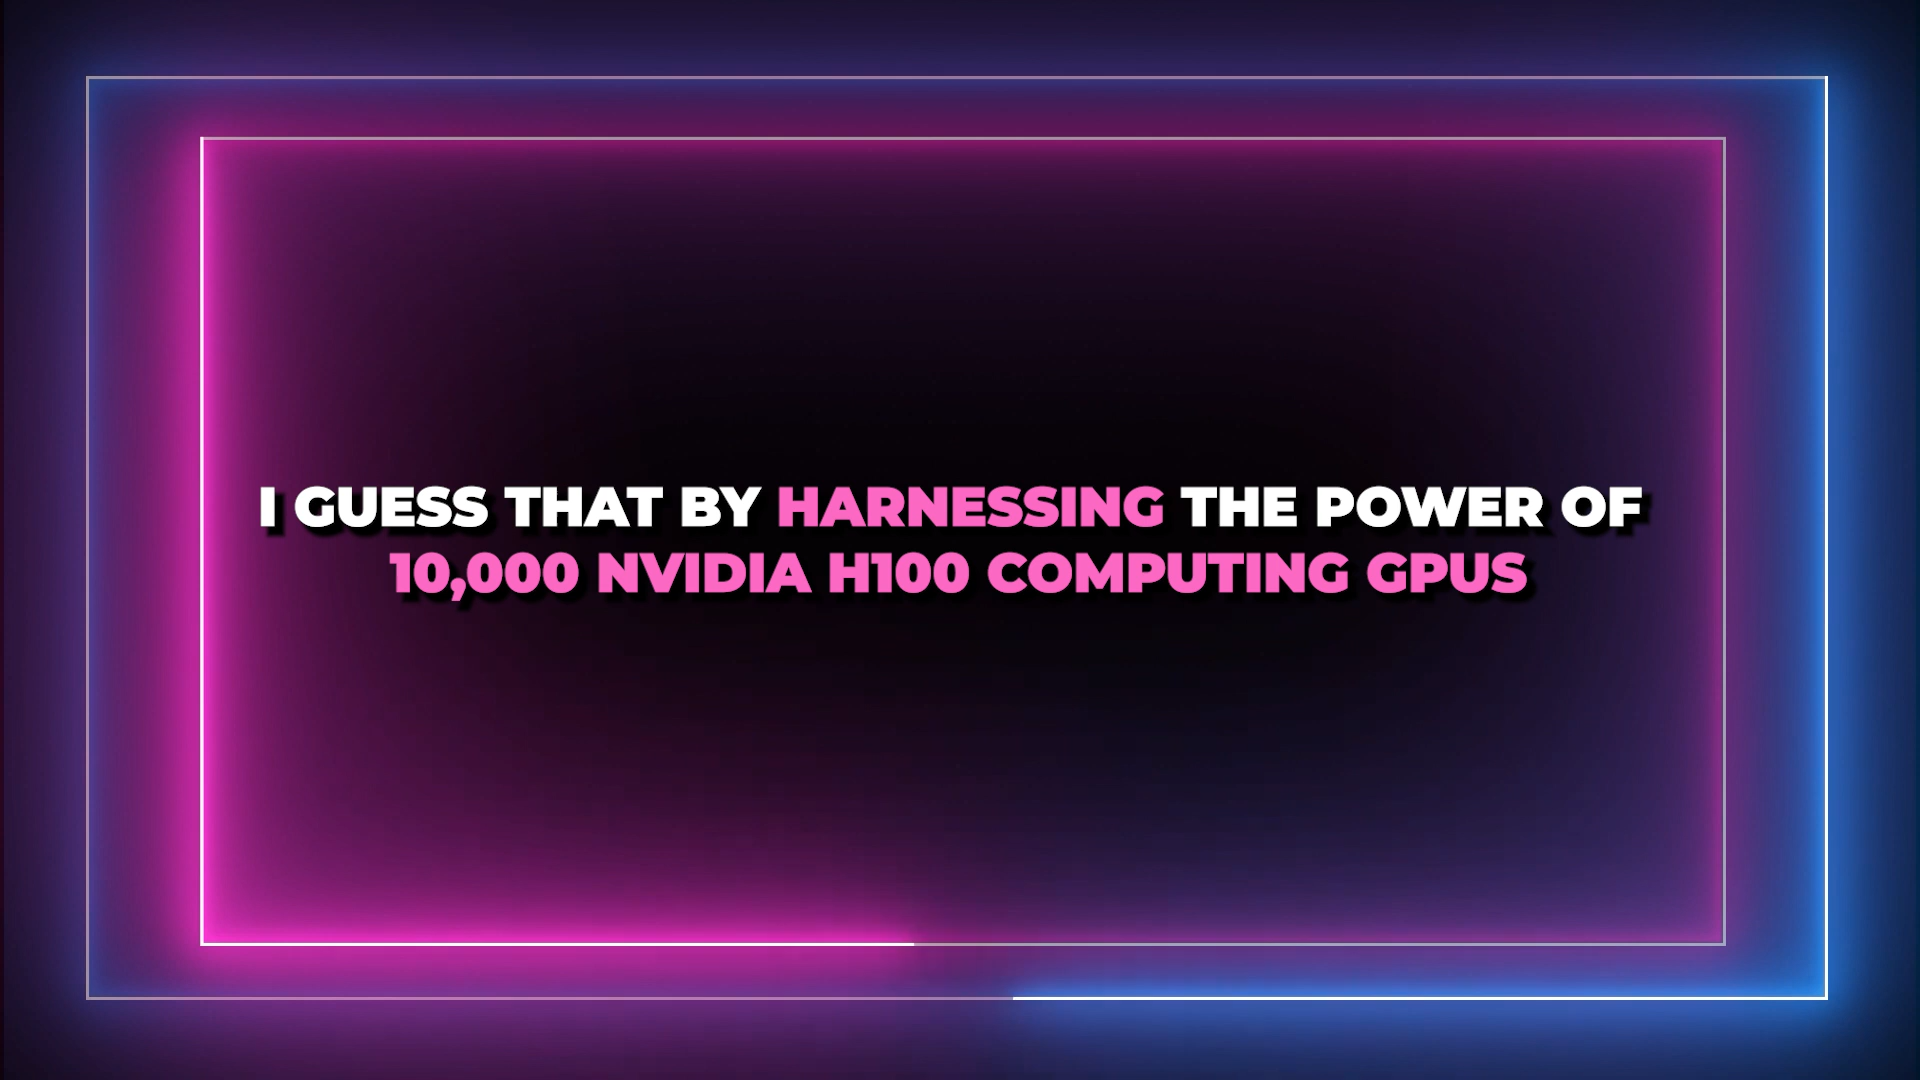 I GUESS THAT BY HARNESSING THE POWER OF
10,000 NVIDIA H100 COMPUTING GPUS